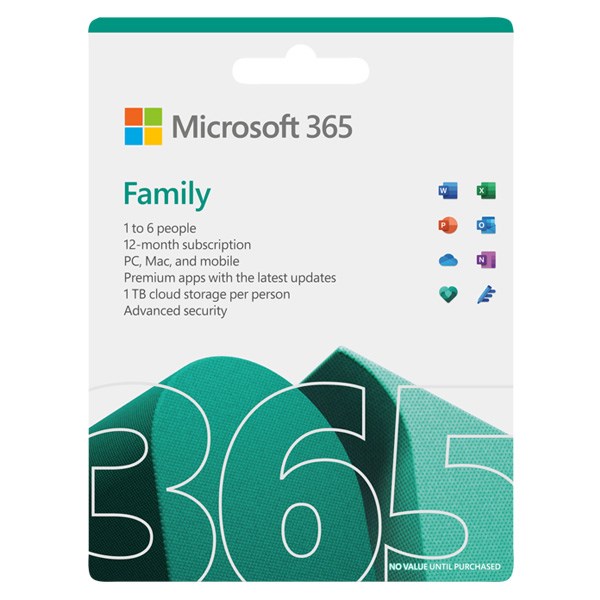 Microsoft 365
Family
1 to 6 people
12-month subscription
PC, Mac, and mobile
Premium apps with the latest updates
1 TB cloud storage per person
Advanced security
W
X
P
O
N
365
NO VALUE UNTIL PURCHASED